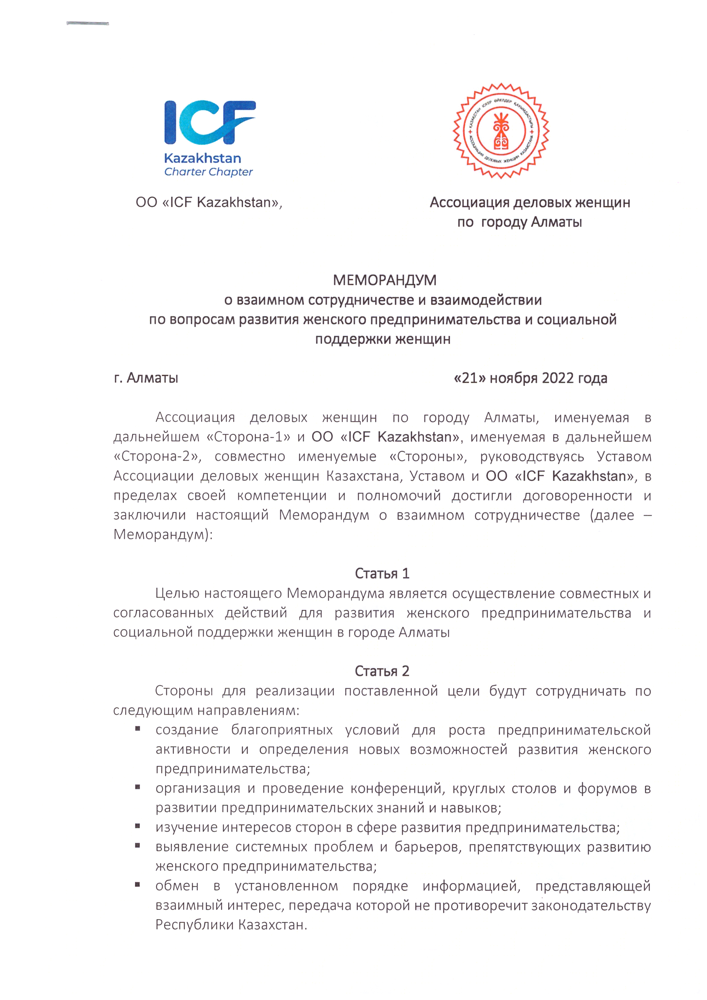 ICF
Kazakhstan
Charter Chapter
ҚАЗАҚСТАН ІСКЕР ӘЙЕЛДЕР ҚАУЫМДАСТЫҒЫ
АССОЦИАЦИЯ ДЕЛОВЫХ ЖЕНЩИН КАЗАХСТАНА
ОО «ICF Kazakhstan»,
Ассоциация деловых женщин
по городу Алматы
МЕМОРАНДУМ
о взаимном сотрудничестве и взаимодействии
по вопросам развития женского предпринимательства и социальной
поддержки женщин
г. Алматы «21» ноября 2022 года
Ассоциация деловых женщин по городу Алматы, именуемая в
дальнейшем «Сторона-1» и ОО «ICF Kazakhstan», именуемая в дальнейшем
«Сторона-2», совместно именуемые «Стороны», руководствуясь Уставом
Ассоциации деловых женщин Казахстана, Уставом и ОО «ICF Kazakhstan», в
пределах своей компетенции и полномочий достигли договоренности и
заключили настоящий Меморандум о взаимном сотрудничестве (далее –
Меморандум):
Статья 1
Целью настоящего Меморандума является осуществление совместных и
согласованных действий для развития женского предпринимательства и
социальной поддержки женщин в городе Алматы
Статья 2
Стороны для реализации поставленной цели будут сотрудничать по
следующим направлениям:
▪ создание благоприятных условий для роста предпринимательской
активности и определения новых возможностей развития женского
предпринимательства;
▪ организация и проведение конференций, круглых столов и форумов в
развитии предпринимательских знаний и навыков;
▪ изучение интересов сторон в сфере развития предпринимательства;
▪ выявление системных проблем и барьеров, препятствующих развитию
женского предпринимательства;
▪ обмен в установленном порядке информацией, представляющей
взаимный интерес, передача которой не противоречит законодательству
Республики Казахстан.